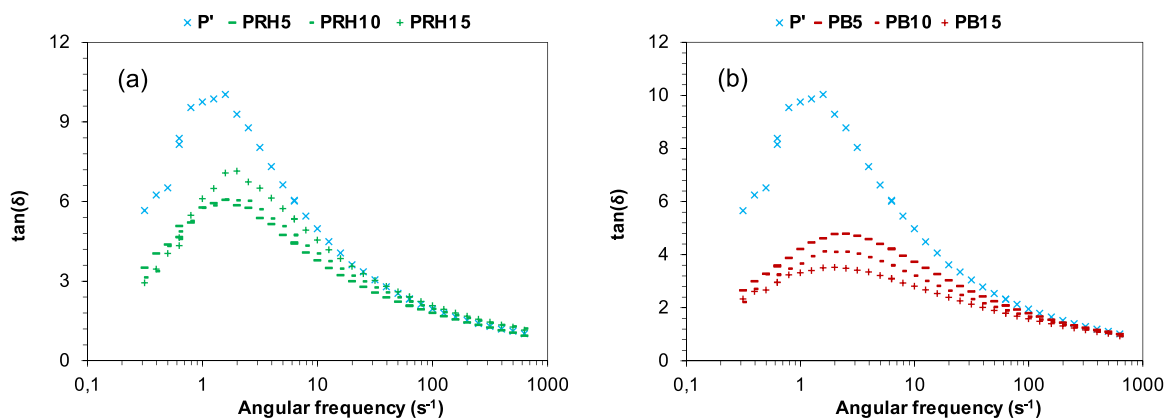 × P' – PRH5 - PRH10 + PRH15
(a)
tan(δ)
12
9
6
3
0
0,1 1 10 100 1000
Angular frequency (s⁻¹)
× P' – PB5 - PB10 + PB15
(b)
tan(δ)
12
10
8
6
4
2
0
0,1 1 10 100 1000
Angular frequency (s⁻¹)